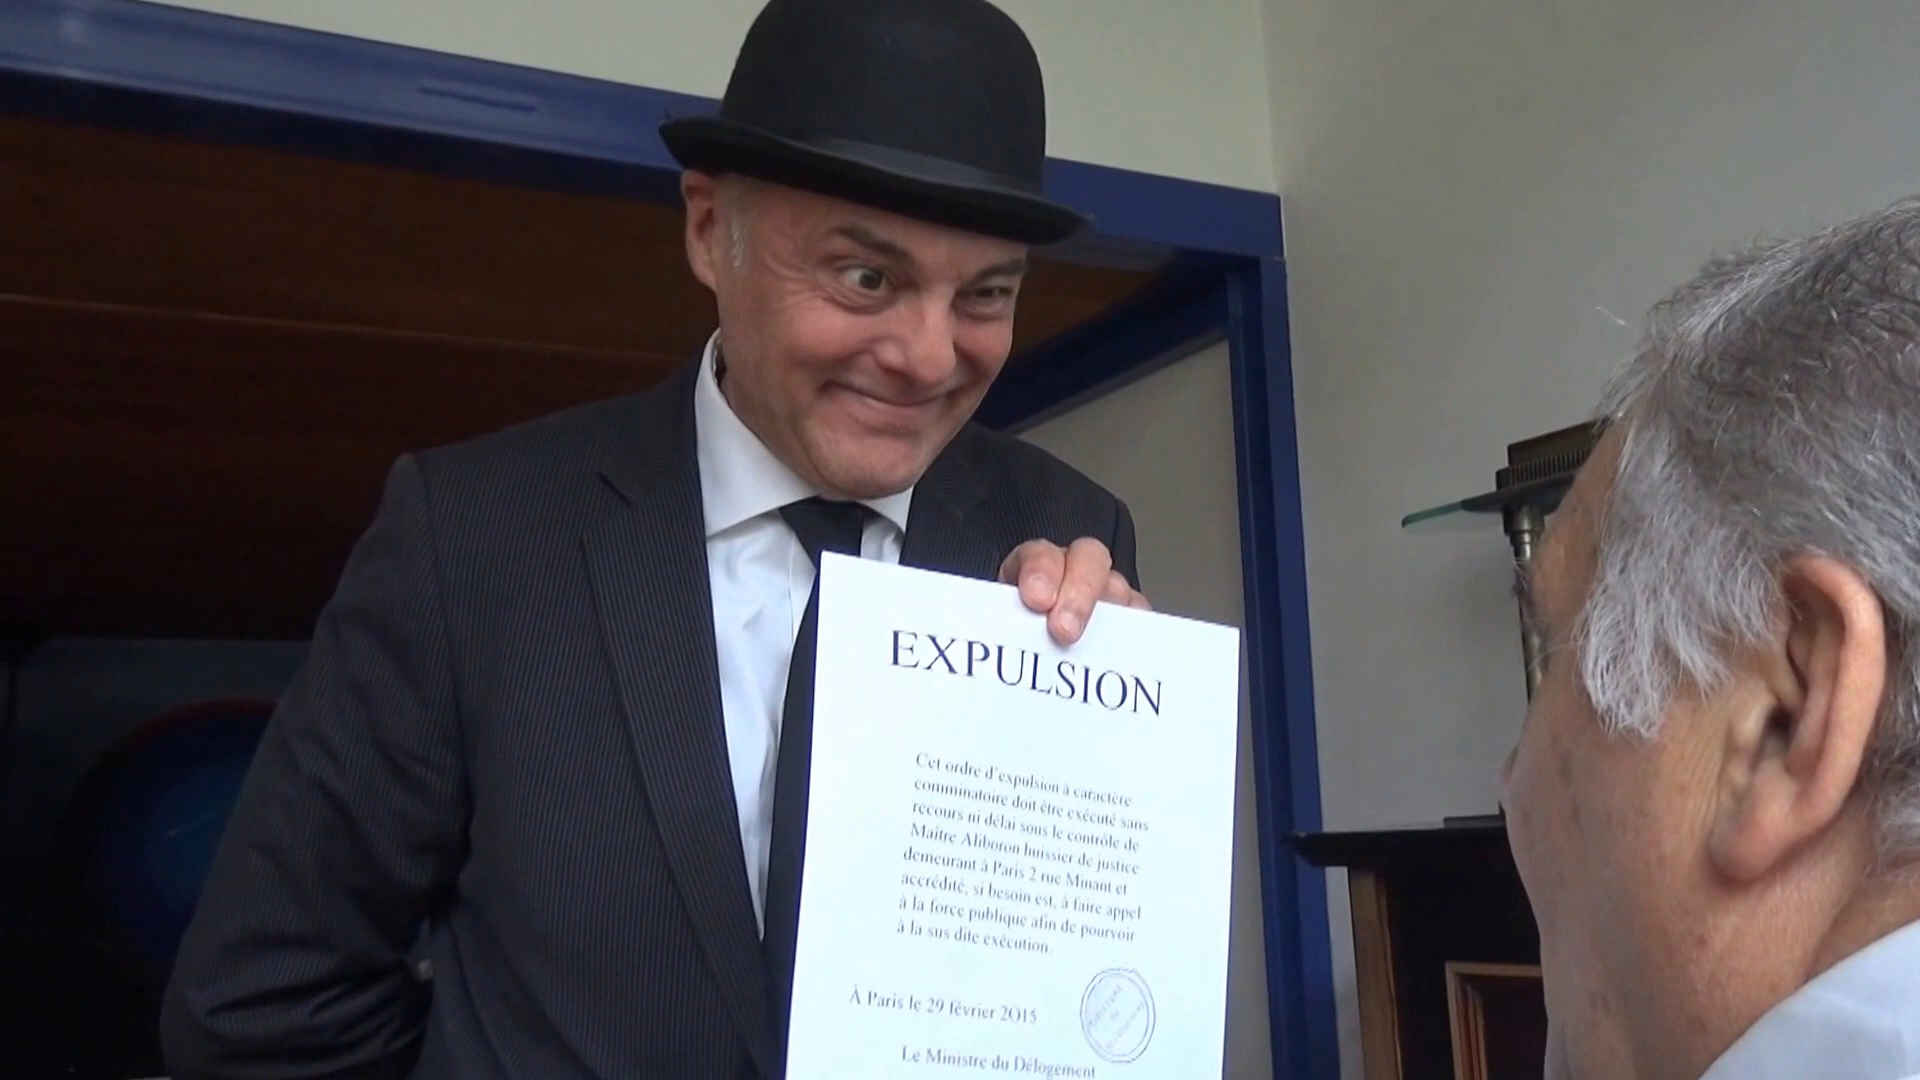 EXPULSION
Cet ordre d'expulsion à caractère
comminatoire doit être exécuté sans
recours ni délai sous le contrôle de
Maître Aliboron huissier de justice
demeurant à Paris 2 rue Minant et
accrédité, si besoin est, à faire appel
à la force publique afin de pourvoir
à la sus dite exécution.
À Paris le 29 février 2015
Le Ministre du Délogement